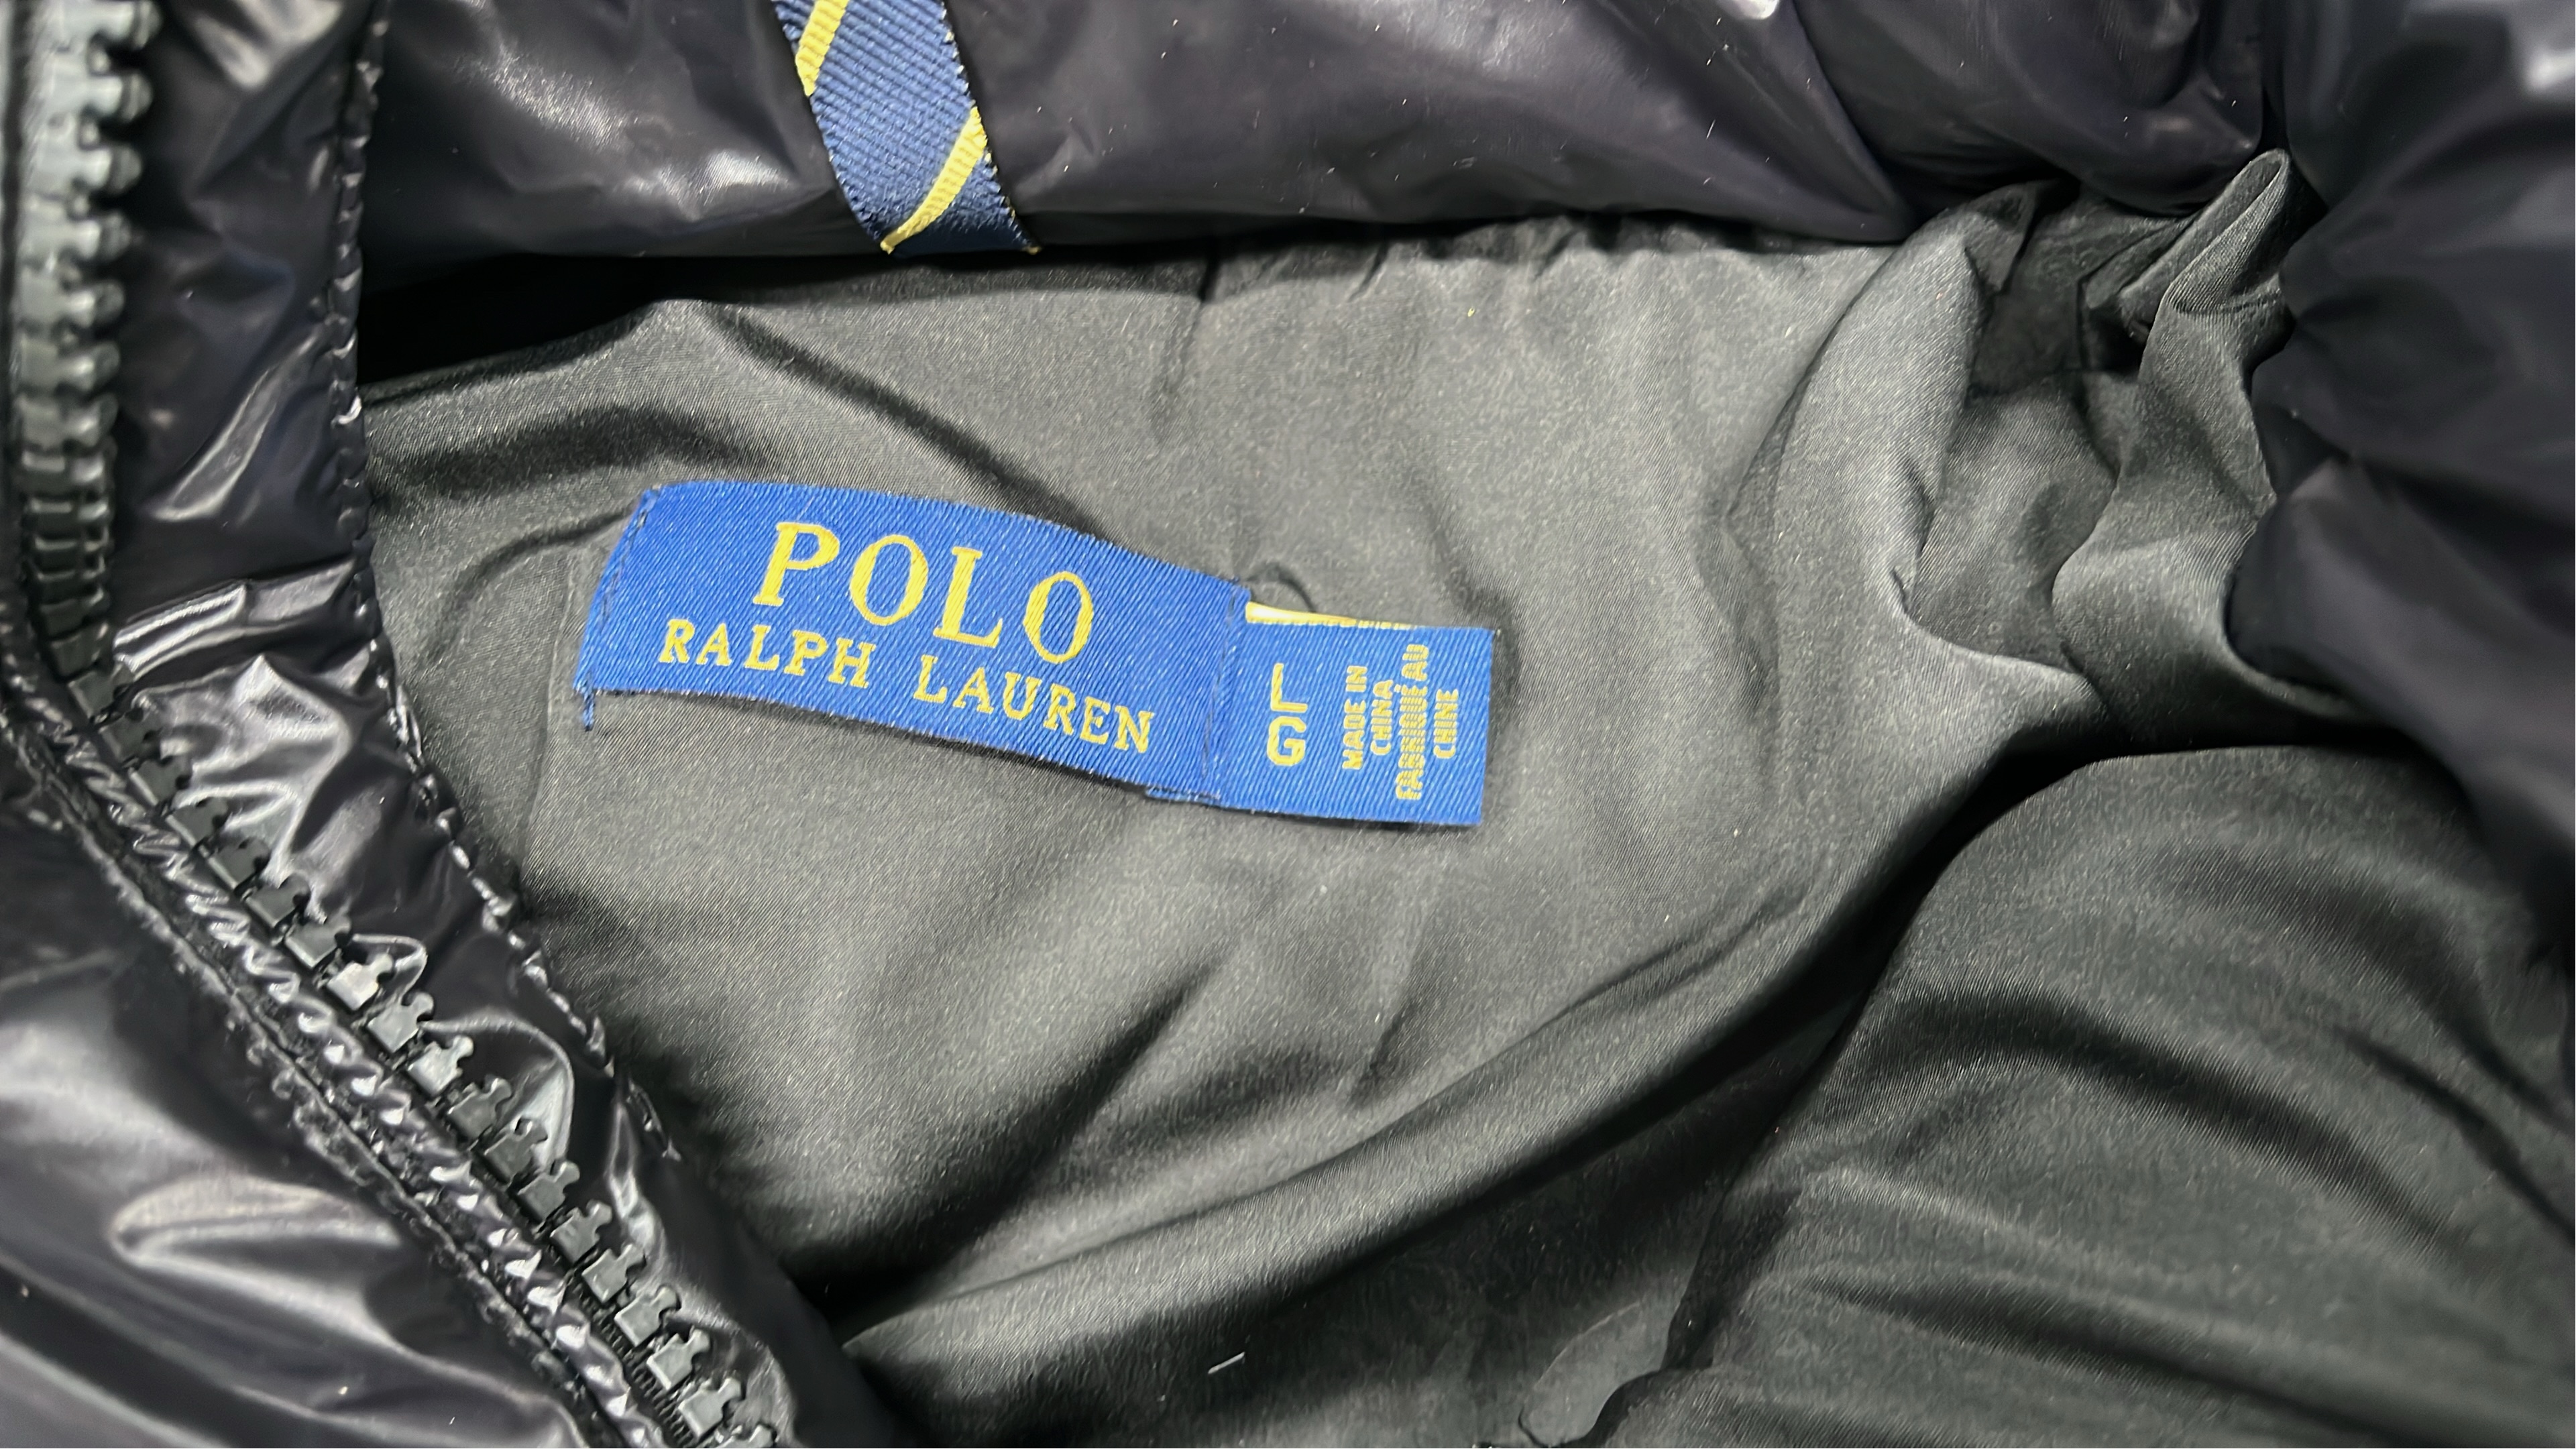 POLO
RALPH LAUREN
L
G
MADE IN
CHINA
FABRIQUÉ AU
CHINE